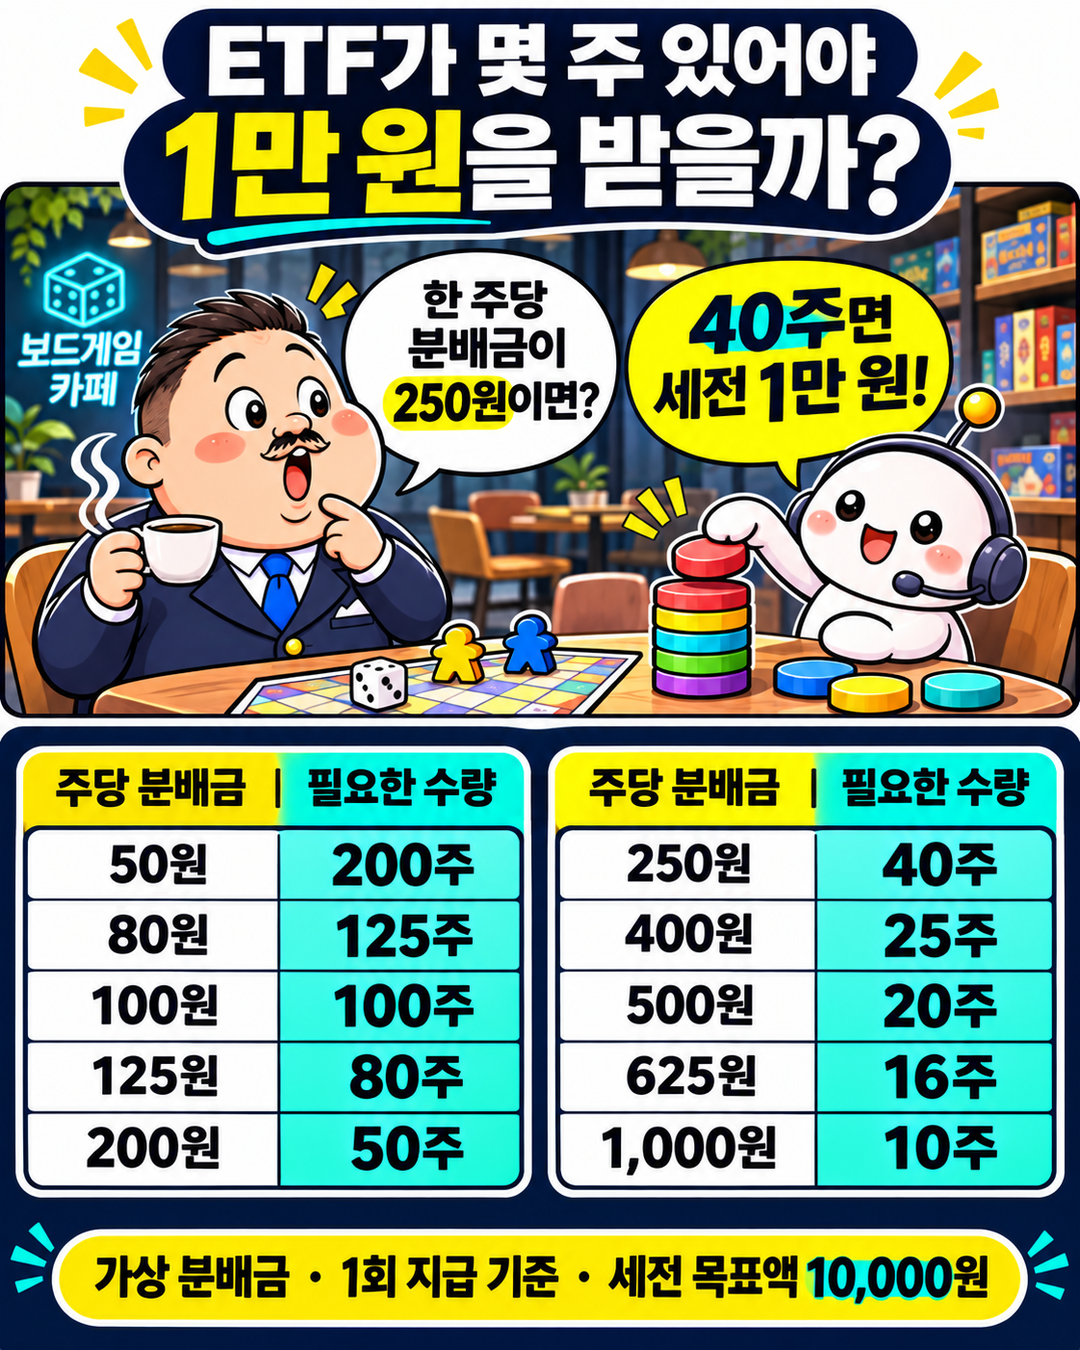 ETF가 몇 주 있어야
1만 원을 받을까?
보드게임
카페
한 주당
분배금이
250원이면?
40주면
세전 1만 원!
주당 분배금 | 필요한 수량
50원 200주
80원 125주
100원 100주
125원 80주
200원 50주
주당 분배금 | 필요한 수량
250원 40주
400원 25주
500원 20주
625원 16주
1,000원 10주
가상 분배금 · 1회 지급 기준 · 세전 목표액 10,000원